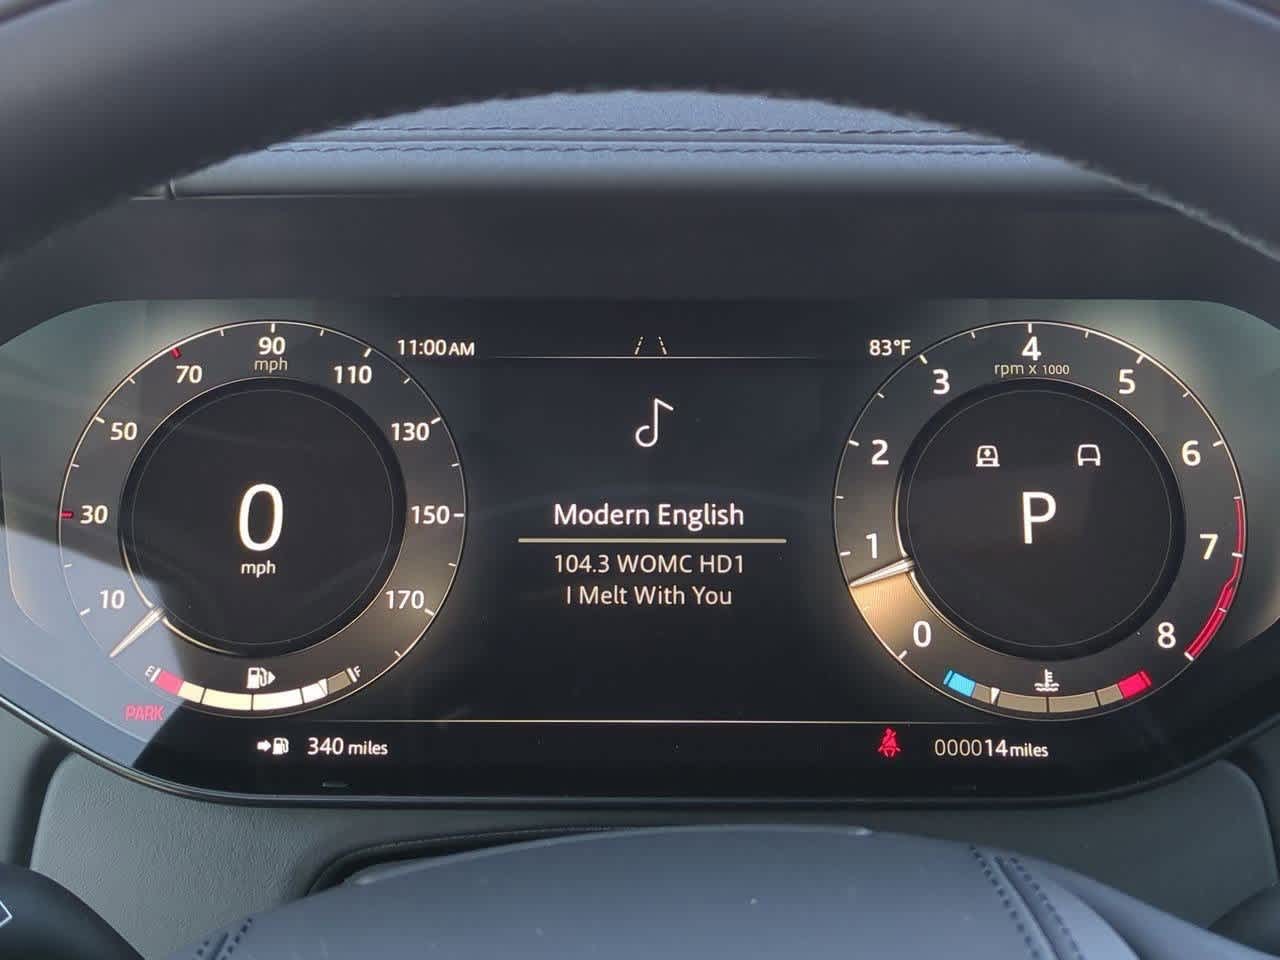 11:00 AM
83°F
10
30
50
70
90
mph
110
130
150
170
0
mph
E
F
PARK
340 miles
Modern English
104.3 WOMC HD1
I Melt With You
0
1
2
3
4
rpm x 1000
5
6
7
8
P
000014 miles